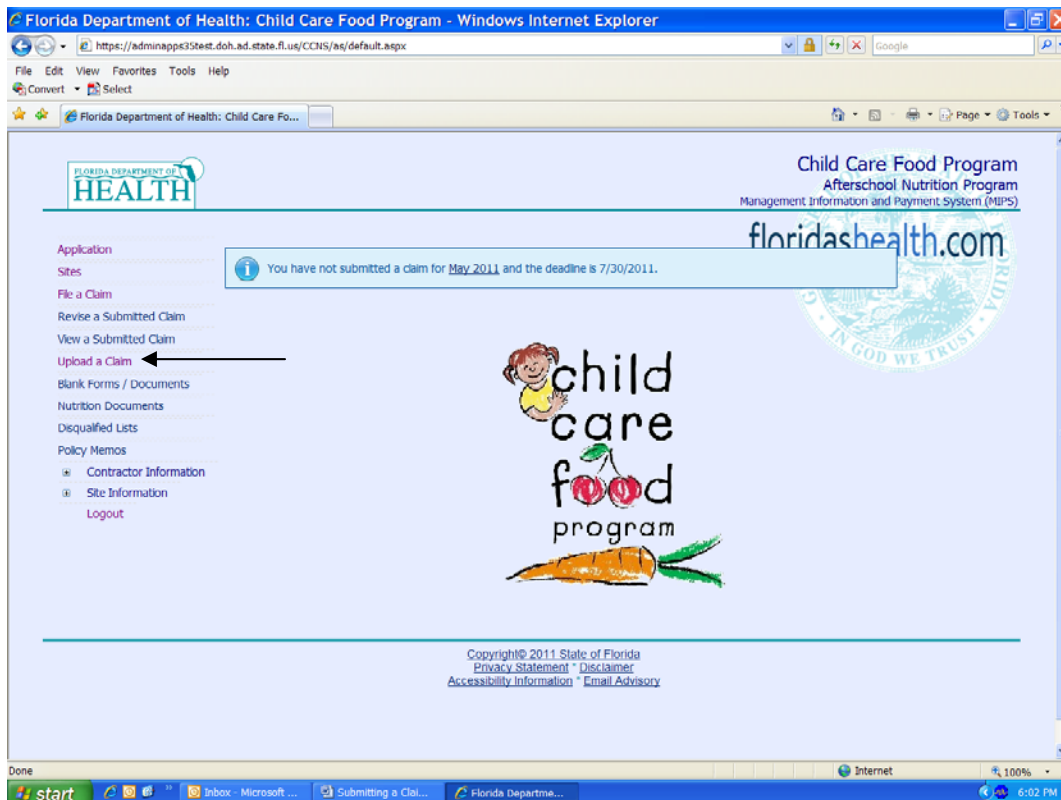 Florida Department of Health: Child Care Food Program - Windows Internet Explorer
https://adminapps35test.doh.ad.state.fl.us/CCNS/as/default.aspx
Google
File Edit View Favorites Tools Help
Convert Select
Florida Department of Health: Child Care Fo...
Page Tools
FLORIDA DEPARTMENT OF
HEALTH
Child Care Food Program
Afterschool Nutrition Program
Management Information and Payment System (MIPS)
floridashealth.com
You have not submitted a claim for May 2011 and the deadline is 7/30/2011.
Application
Sites
File a Claim
Revise a Submitted Claim
View a Submitted Claim
Upload a Claim
Blank Forms / Documents
Nutrition Documents
Disqualified Lists
Policy Memos
Contractor Information
Site Information
Logout
IN GOD WE TRUST
child
care
food
program
Copyright© 2011 State of Florida
Privacy Statement * Disclaimer
Accessibility Information * Email Advisory
Done
Internet
100%
start
Inbox - Microsoft ...
Submitting a Clai...
Florida Departme...
6:02 PM